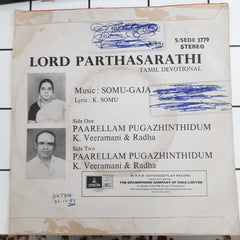 S/SEDE 3779
STEREO
LORD PARTHASARATHI
TAMIL DEVOTIONAL
Music : SOMU-GAJA
Lyric : K. SOMU
Side One
PAARELLAM PUGAZHINTHIDUM
K. Veeramani & Radha
Side Two
PAARELLAM PUGAZHINTHIDUM
K. Veeramani & Radha
ODEON
45 R.P.M. EXTENDED PLAY RECORD
THE GRAMOPHONE COMPANY OF INDIA LIMITED